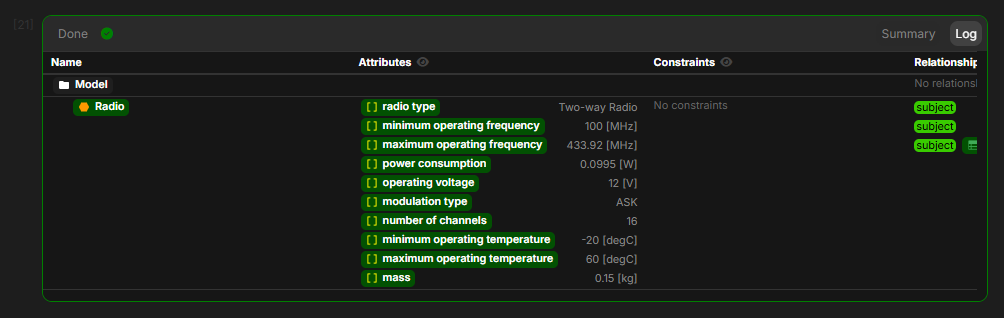 [21]
Done Summary Log
Name Attributes Constraints Relationship
Model No relationsl
Radio [ ] radio type Two-way Radio No constraints subject
[ ] minimum operating frequency 100 [MHz] subject
[ ] maximum operating frequency 433.92 [MHz] subject
[ ] power consumption 0.0995 [W]
[ ] operating voltage 12 [V]
[ ] modulation type ASK
[ ] number of channels 16
[ ] minimum operating temperature -20 [degC]
[ ] maximum operating temperature 60 [degC]
[ ] mass 0.15 [kg]